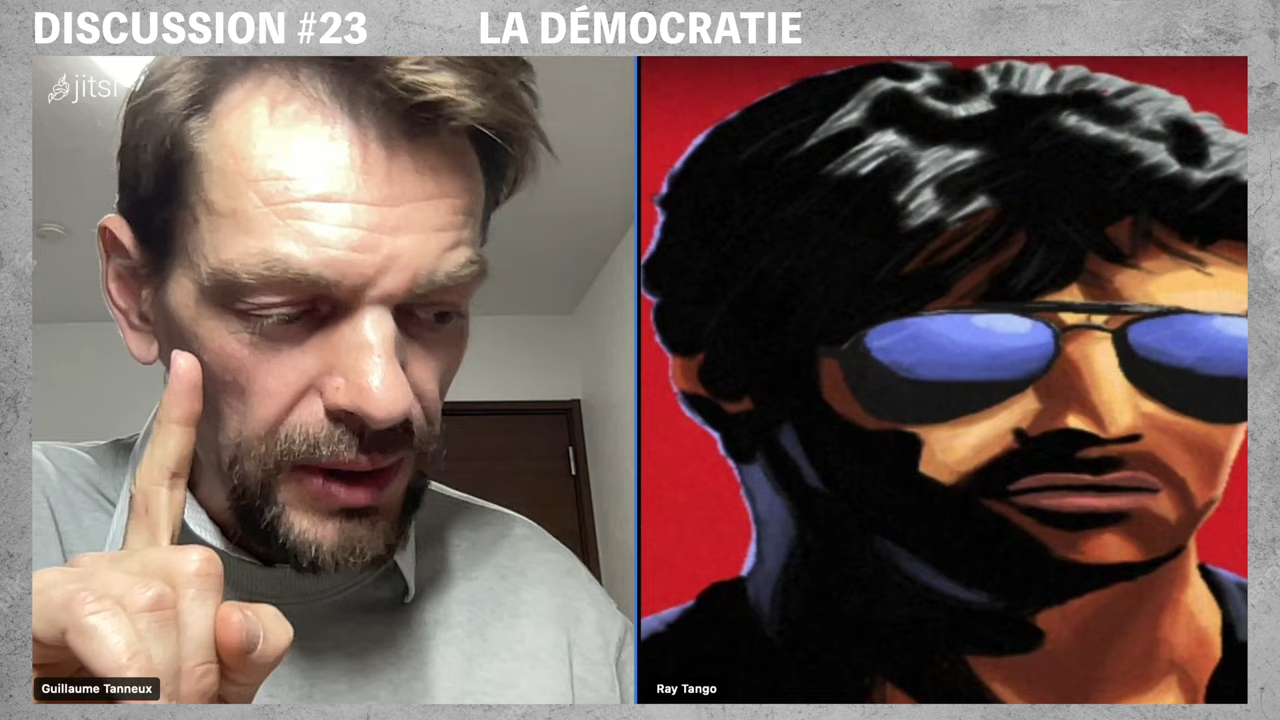 DISCUSSION #23
LA DÉMOCRATIE
jitsi
Guillaume Tanneux
Ray Tango